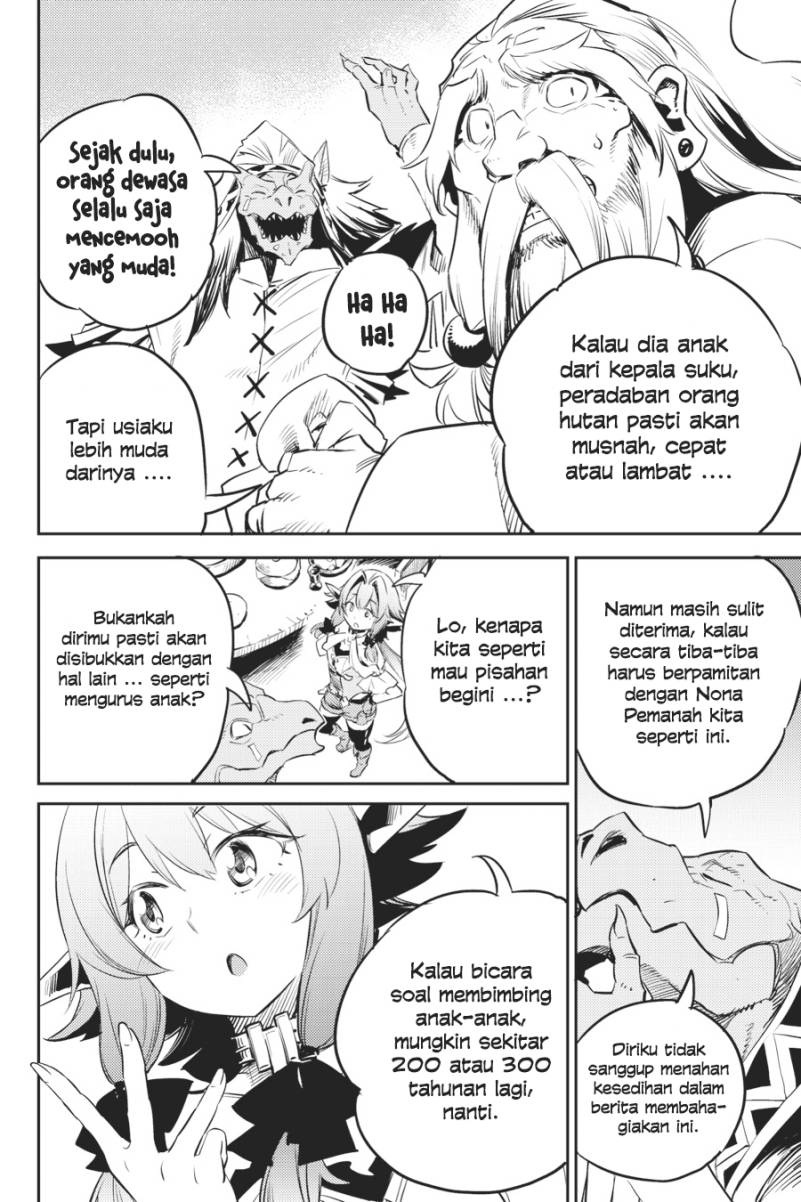 Kalau dia anak
dari kepala suku,
peradaban orang
hutan pasti akan
musnah, cepat
atau lambat ....
Sejak dulu,
orang dewasa
selalu saja
mencemooh
yang muda!
Ha Ha
Ha!
Tapi usiaku
lebih muda
darinya ....
Namun masih sulit
diterima, kalau
secara tiba-tiba
harus berpamitan
dengan Nona
Pemanah kita
seperti ini.
Diriku tidak
sanggup menahan
kesedihan dalam
berita membaha-
giakan ini.
Lo, kenapa
kita seperti
mau pisahan
begini ...?
Bukankah
dirimu pasti akan
disibukkan dengan
hal lain ... seperti
mengurus anak?
Kalau bicara
soal membimbing
anak-anak,
mungkin sekitar
200 atau 300
tahunan lagi,
nanti.